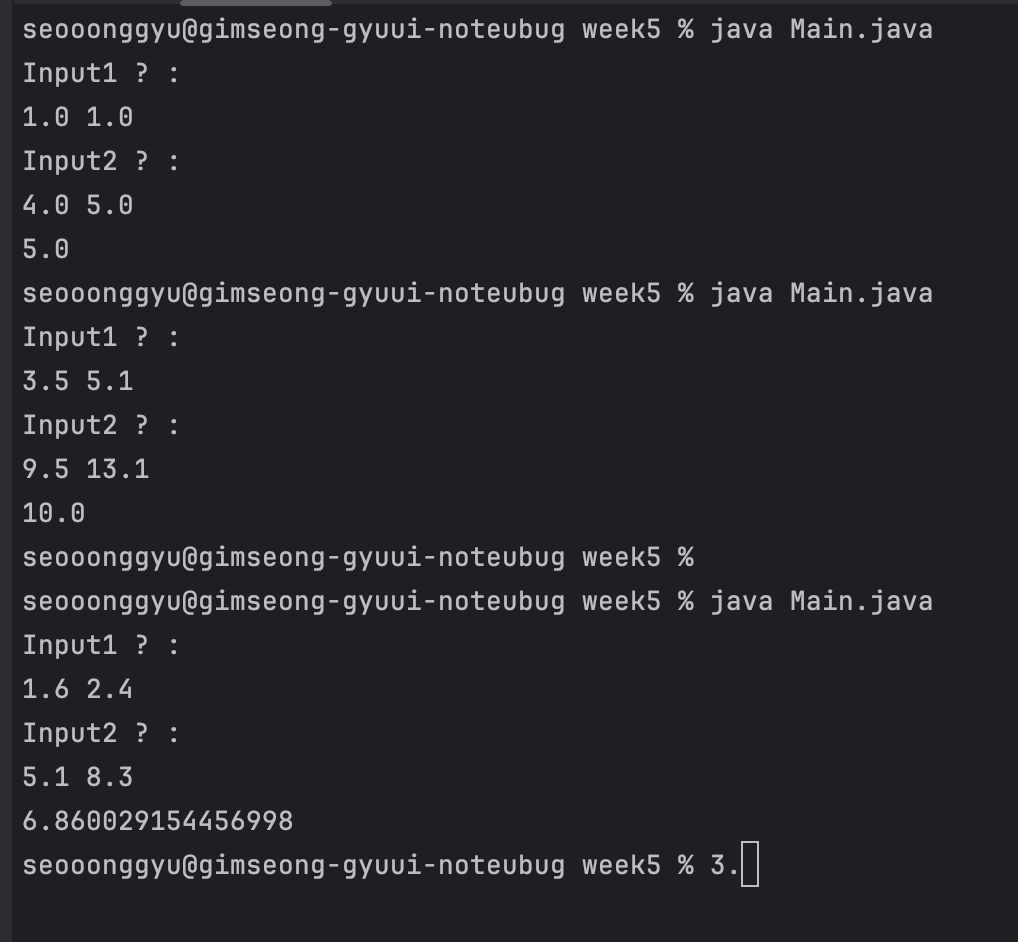 seooonggyu@gimseong-gyuui-noteubug week5 % java Main.java
Input1 ? :
1.0 1.0
Input2 ? :
4.0 5.0
5.0
seooonggyu@gimseong-gyuui-noteubug week5 % java Main.java
Input1 ? :
3.5 5.1
Input2 ? :
9.5 13.1
10.0
seooonggyu@gimseong-gyuui-noteubug week5 %
seooonggyu@gimseong-gyuui-noteubug week5 % java Main.java
Input1 ? :
1.6 2.4
Input2 ? :
5.1 8.3
6.860029154456998
seooonggyu@gimseong-gyuui-noteubug week5 % 3.